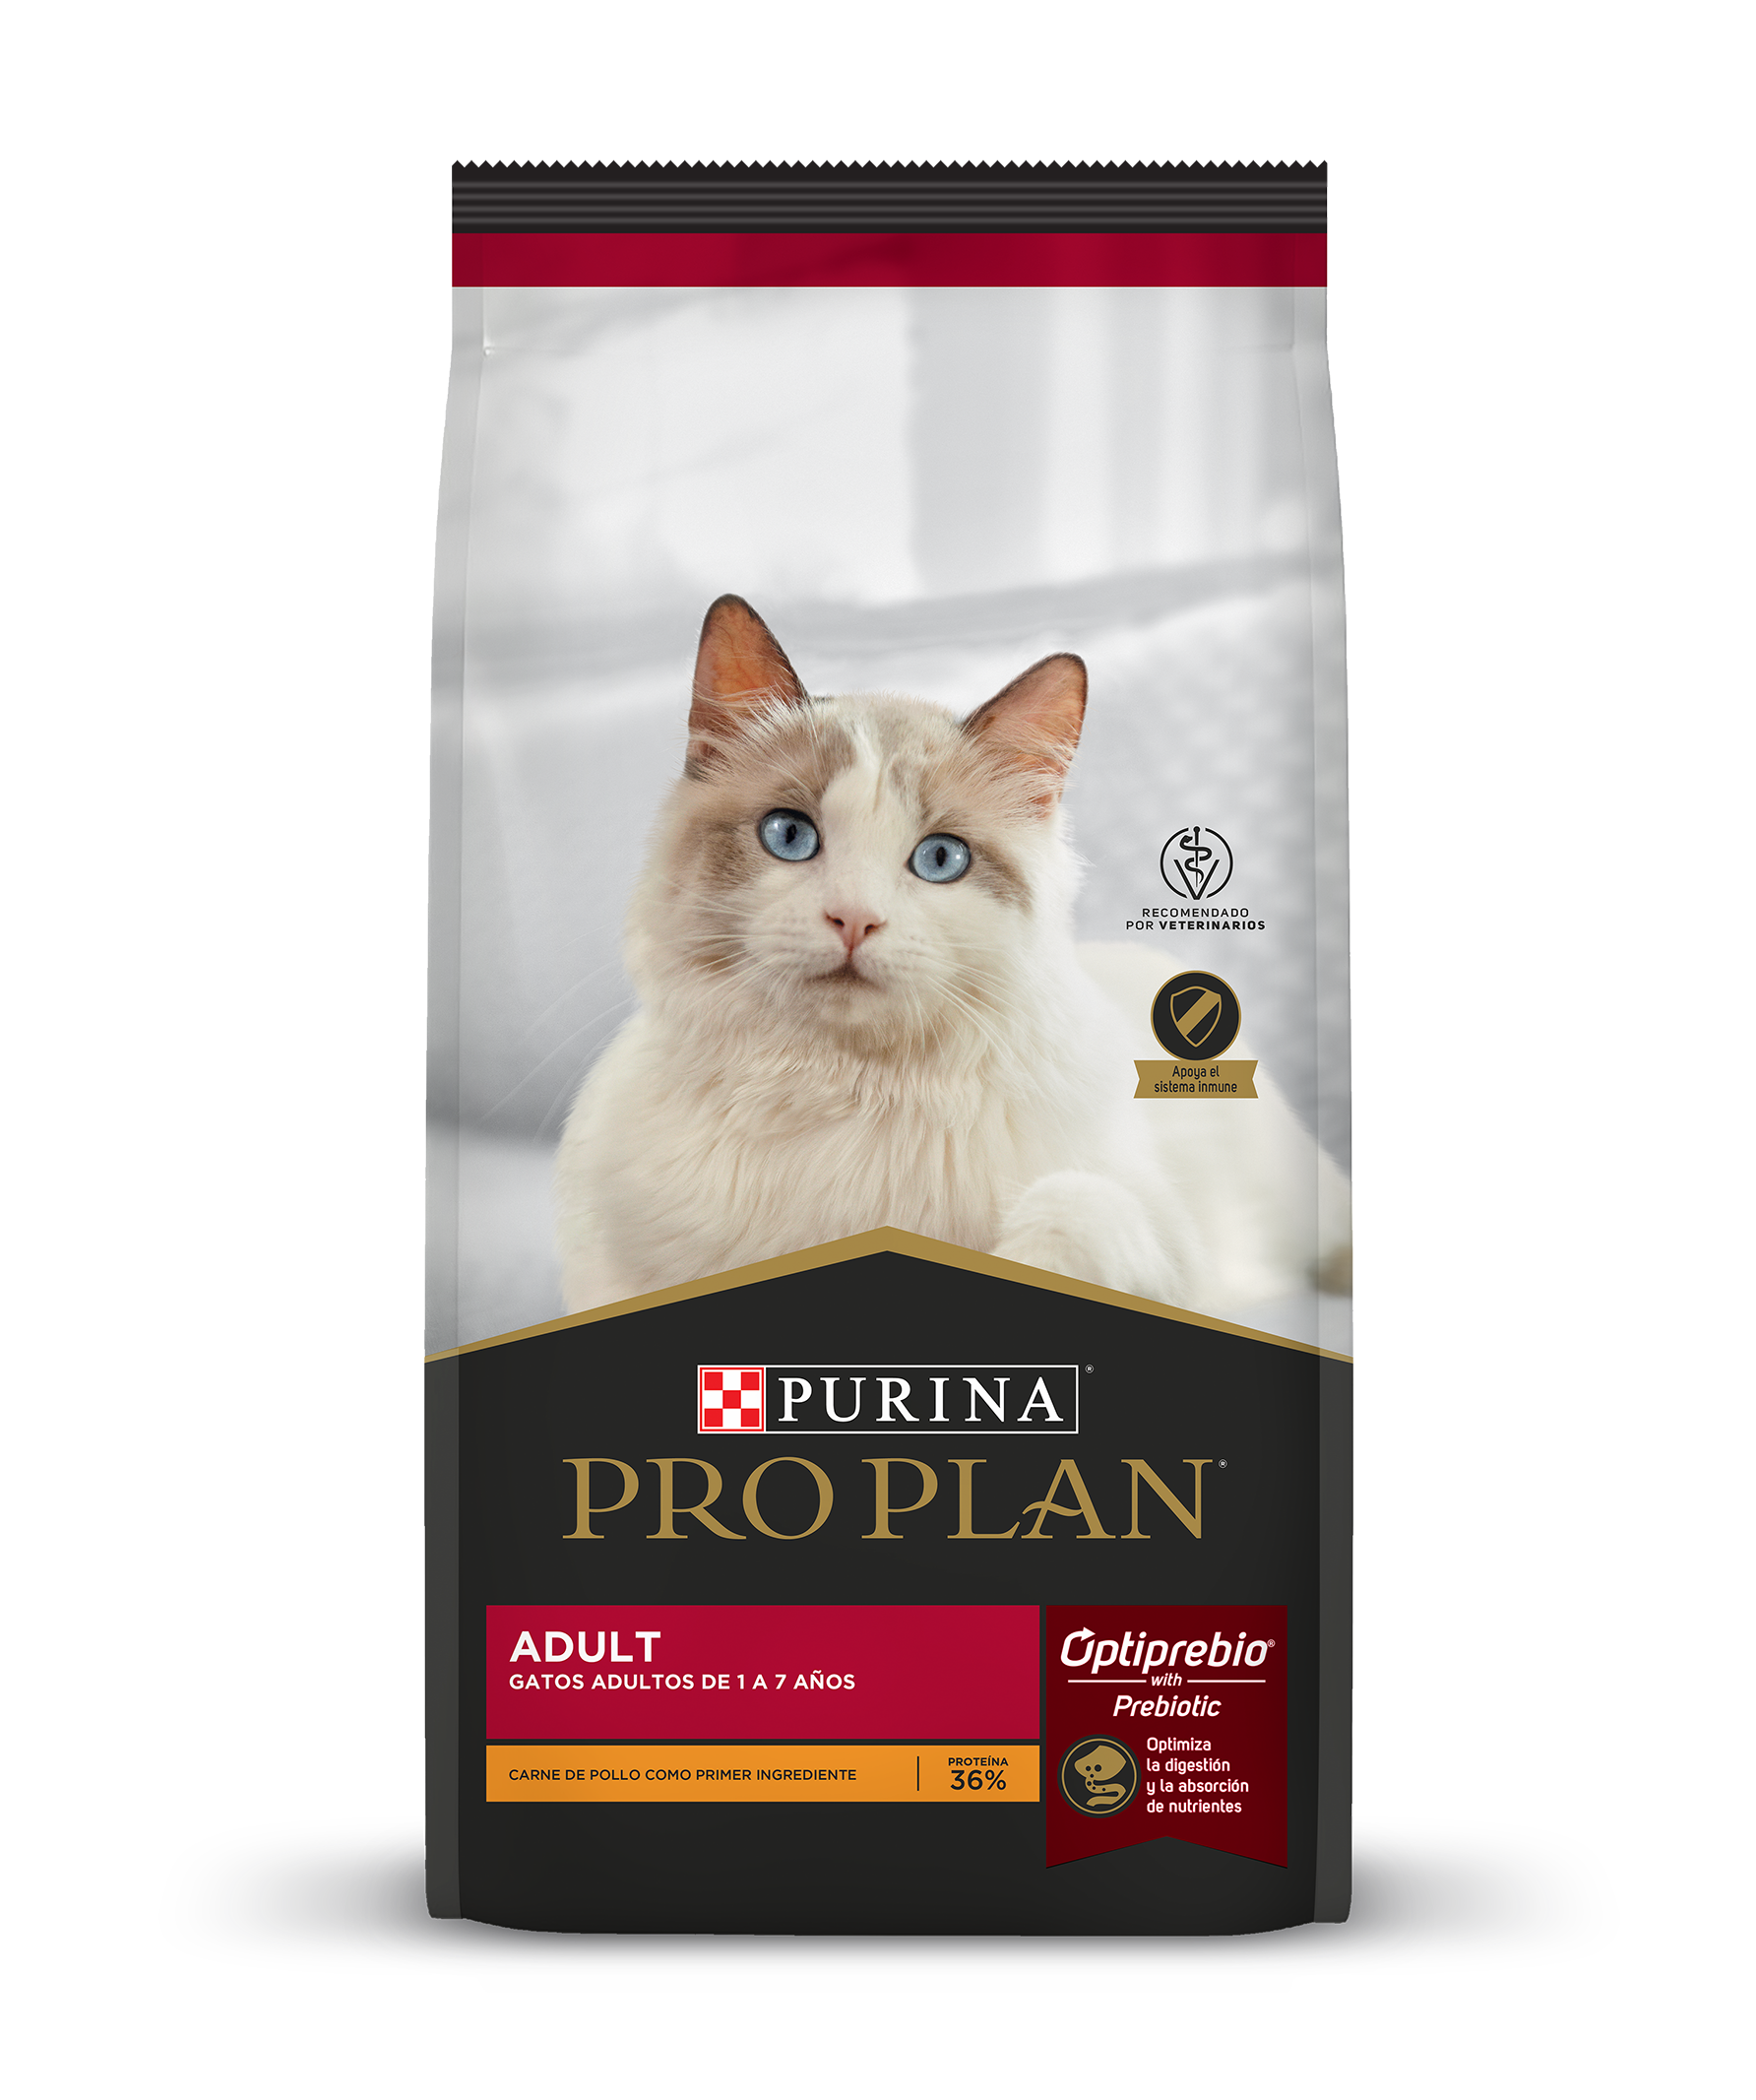 RECOMENDADO
POR VETERINARIOS
Apoya el
sistema inmune
PURINA®
PRO PLAN®
ADULT
GATOS ADULTOS DE 1 A 7 AÑOS
CARNE DE POLLO COMO PRIMER INGREDIENTE
PROTEÍNA
36%
Optiprebio®
with
Prebiotic
Optimiza
la digestión
y la absorción
de nutrientes